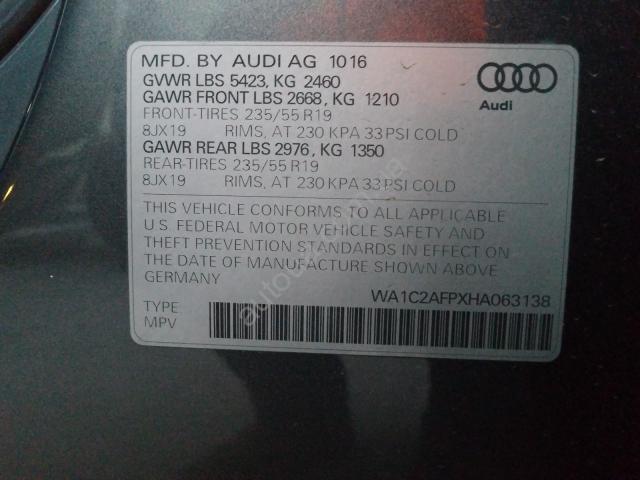 MFD. BY AUDI AG 10 16
GVWR LBS 5423, KG 2460
GAWR FRONT LBS 2668, KG 1210
FRONT-TIRES 235/55 R19
8JX19 RIMS, AT 230 KPA 33 PSI COLD
GAWR REAR LBS 2976, KG 1350
REAR-TIRES 235/55 R19
8JX19 RIMS, AT 230 KPA 33 PSI COLD
Audi
THIS VEHICLE CONFORMS TO ALL APPLICABLE
U.S. FEDERAL MOTOR VEHICLE SAFETY AND
THEFT PREVENTION STANDARDS IN EFFECT ON
THE DATE OF MANUFACTURE SHOWN ABOVE
GERMANY
WA1C2AFPXHA063138
TYPE
MPV